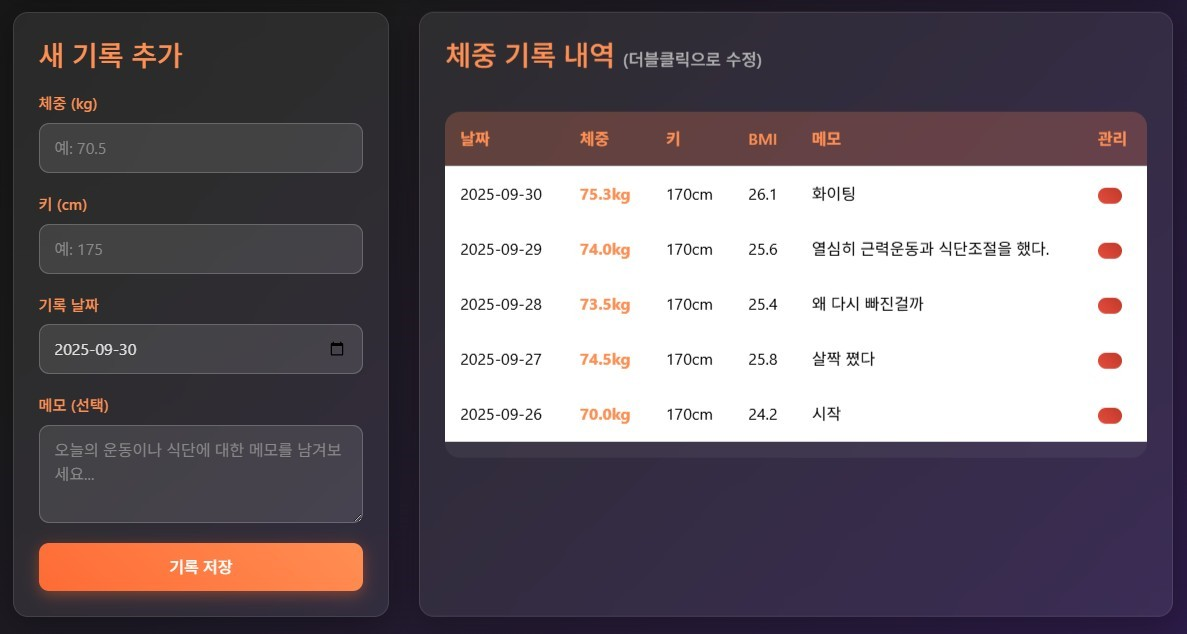 새 기록 추가
체중 (kg)
예: 70.5
키 (cm)
예: 175
기록 날짜
2025-09-30
메모 (선택)
오늘의 운동이나 식단에 대한 메모를 남겨보
세요...
기록 저장
체중 기록 내역 (더블클릭으로 수정)
날짜 체중 키 BMI 메모 관리
2025-09-30 75.3kg 170cm 26.1 화이팅
2025-09-29 74.0kg 170cm 25.6 열심히 근력운동과 식단조절을 했다.
2025-09-28 73.5kg 170cm 25.4 왜 다시 빠진걸까
2025-09-27 74.5kg 170cm 25.8 살짝 쪘다
2025-09-26 70.0kg 170cm 24.2 시작